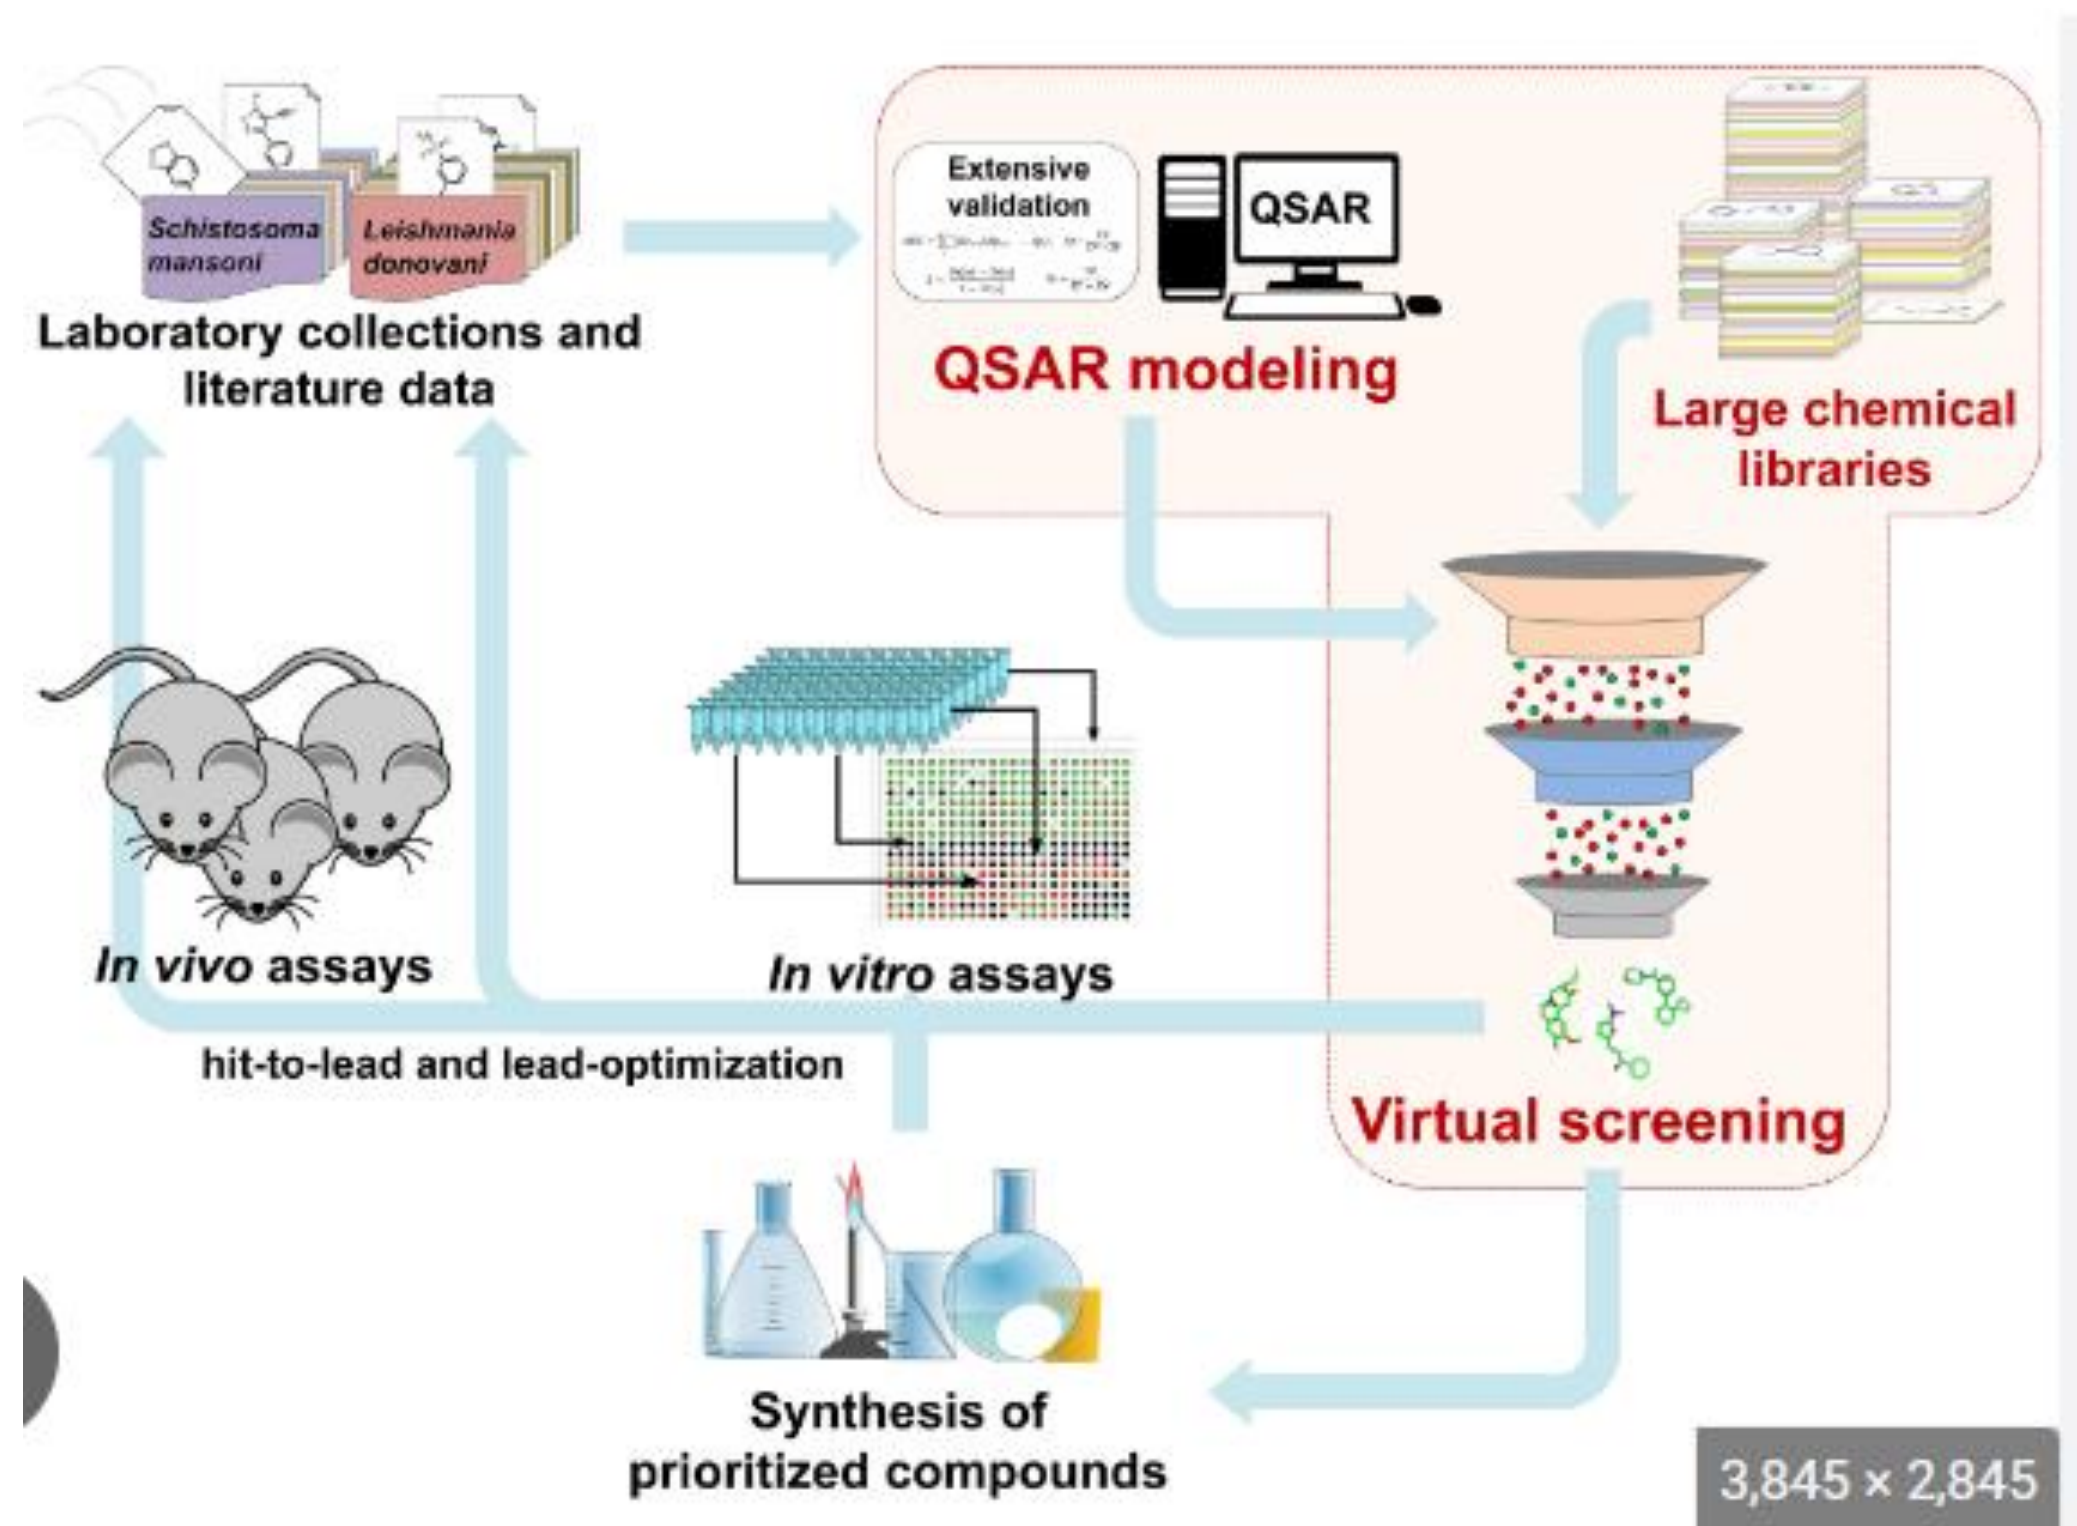 Schistosoma
mansoni
Leishmania
donovani
Laboratory collections and
literature data
Extensive
validation
QSAR
QSAR modeling
Large chemical
libraries
In vivo assays
In vitro assays
hit-to-lead and lead-optimization
Virtual screening
Synthesis of
prioritized compounds
3,845 × 2,845